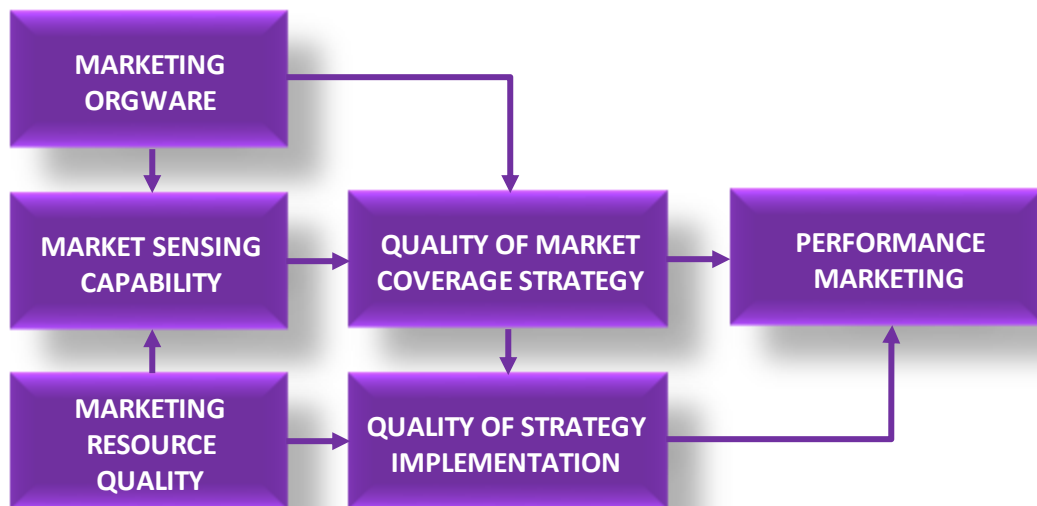 MARKETING
ORGWARE
MARKET SENSING
CAPABILITY
QUALITY OF MARKET
COVERAGE STRATEGY
PERFORMANCE
MARKETING
MARKETING
RESOURCE
QUALITY
QUALITY OF STRATEGY
IMPLEMENTATION